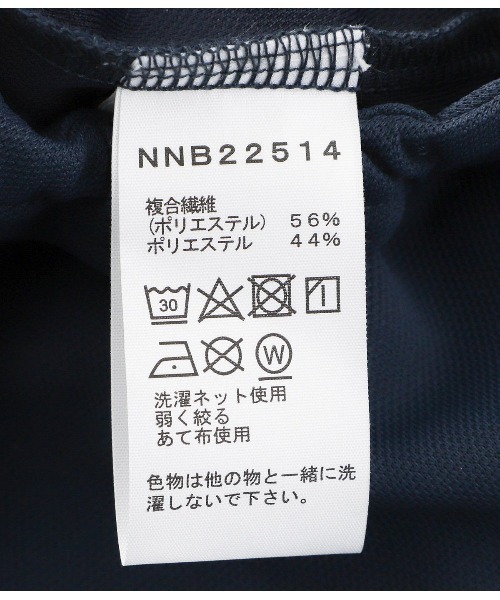 NNB22514
複合繊維
(ポリエステル) 56%
ポリエステル 44%
30
W
洗濯ネット使用
弱く絞る
あて布使用
色物は他の物と一緒に洗
濯しないで下さい。